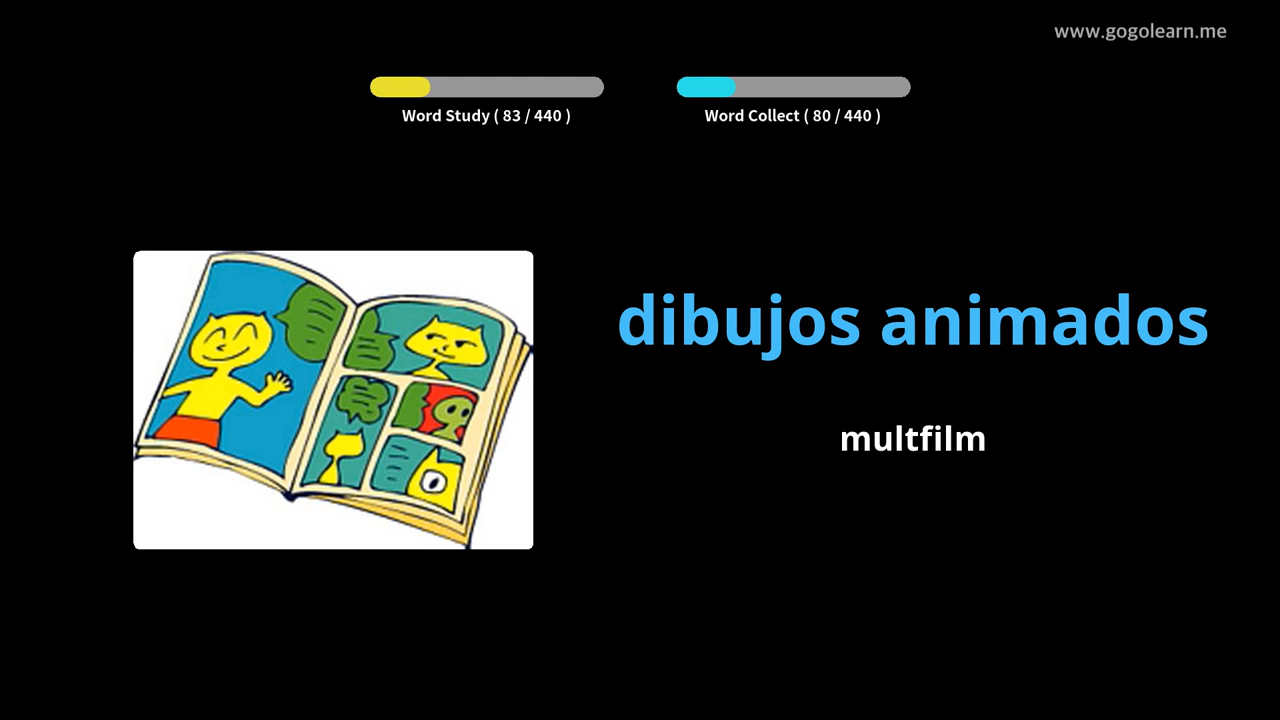 www.gogolearn.me
Word Study ( 83 / 440 )
Word Collect ( 80 / 440 )
dibujos animados
multfilm